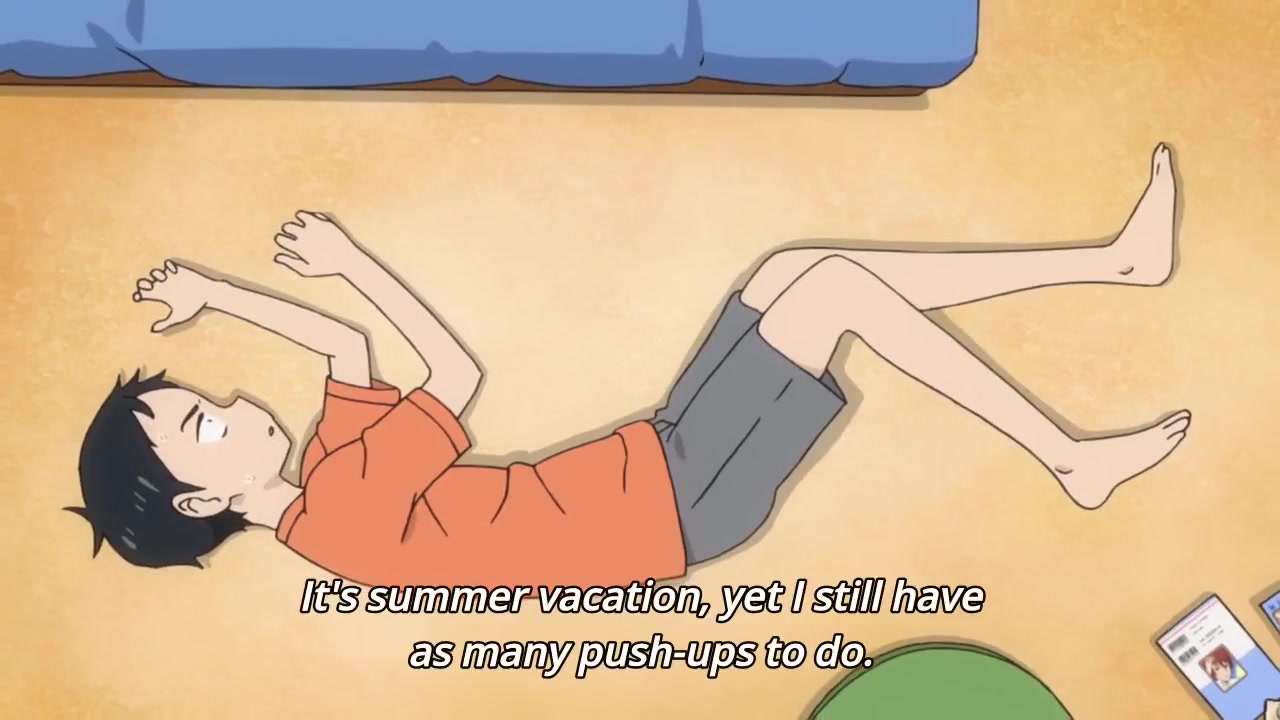 It's summer vacation, yet I still have
as many push-ups to do.